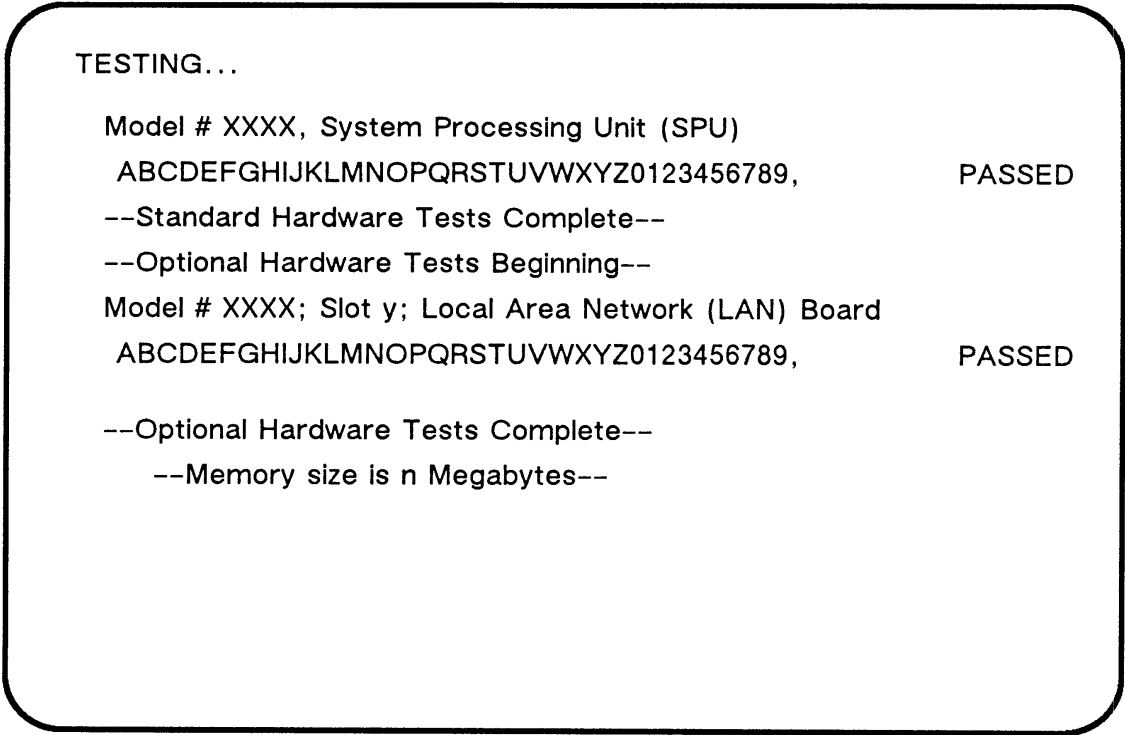 TESTING...
Model # XXXX, System Processing Unit (SPU)
ABCDEFGHIJKLMNOPQRSTUVWXYZ0123456789, PASSED
--Standard Hardware Tests Complete--
--Optional Hardware Tests Beginning--
Model # XXXX; Slot y; Local Area Network (LAN) Board
ABCDEFGHIJKLMNOPQRSTUVWXYZ0123456789, PASSED
--Optional Hardware Tests Complete--
--Memory size is n Megabytes--